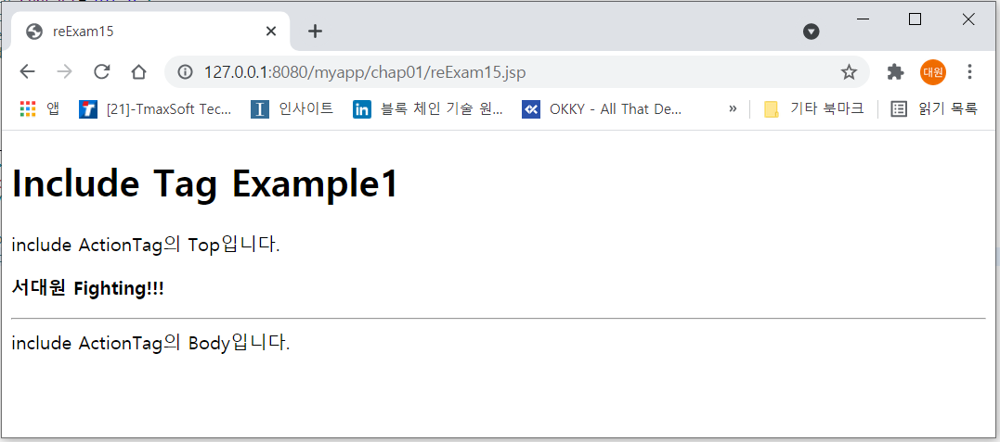 reExam15
127.0.0.1:8080/myapp/chap01/reExam15.jsp
대원
앱 [21]-TmaxSoft Tec... 인사이트 블록 체인 기술 원... OKKY - All That De... » 기타 북마크 읽기 목록
Include Tag Example1
include ActionTag의 Top입니다.
서대원 Fighting!!!
include ActionTag의 Body입니다.